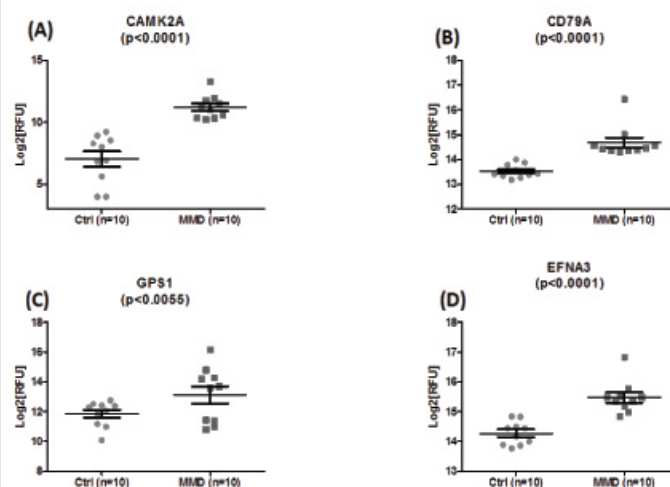 (A)
CAMK2A
(p<0.0001)
Log2[RFU]
15
10
5
Ctrl (n=10)
MMD (n=10)
(B)
CD79A
(p<0.0001)
Log2[RFU]
18
17
16
15
14
13
12
Ctrl (n=10)
MMD (n=10)
(C)
GPS1
(p<0.0055)
Log2[RFU]
18
16
14
12
10
8
Ctrl (n=10)
MMD (n=10)
(D)
EFNA3
(p<0.0001)
Log2[RFU]
18
17
16
15
14
13
Ctrl (n=10)
MMD (n=10)